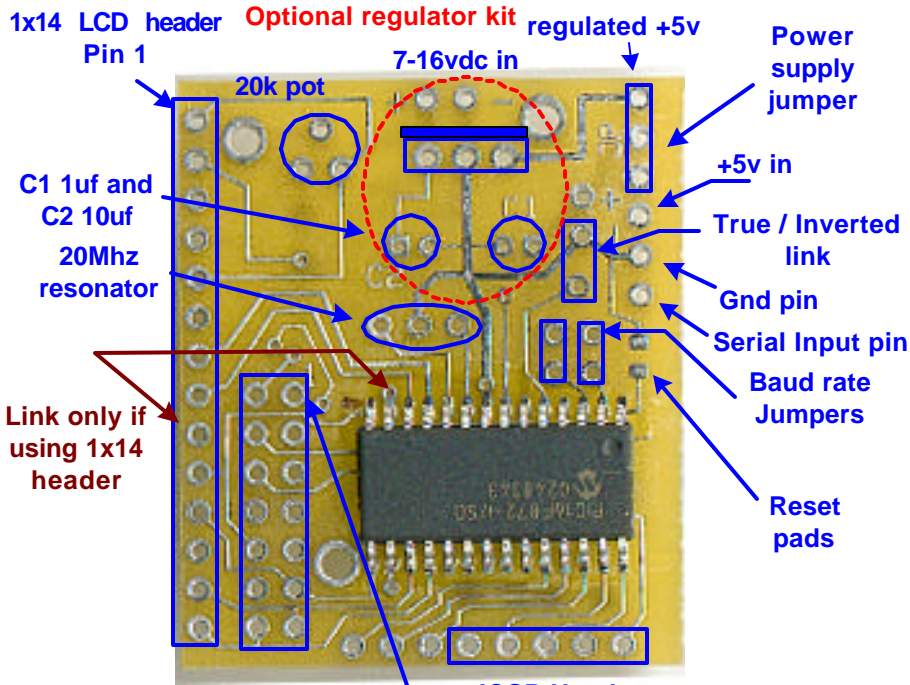 1x14 LCD header
Pin 1
Optional regulator kit
regulated +5v
7-16vdc in
20k pot
Power
supply
jumper
C1 1uf and
C2 10uf
+5v in
True / Inverted
link
20Mhz
resonator
Gnd pin
Serial Input pin
Baud rate
Jumpers
Link only if
using 1x14
header
Reset
pads
PIC16F872-I/SO